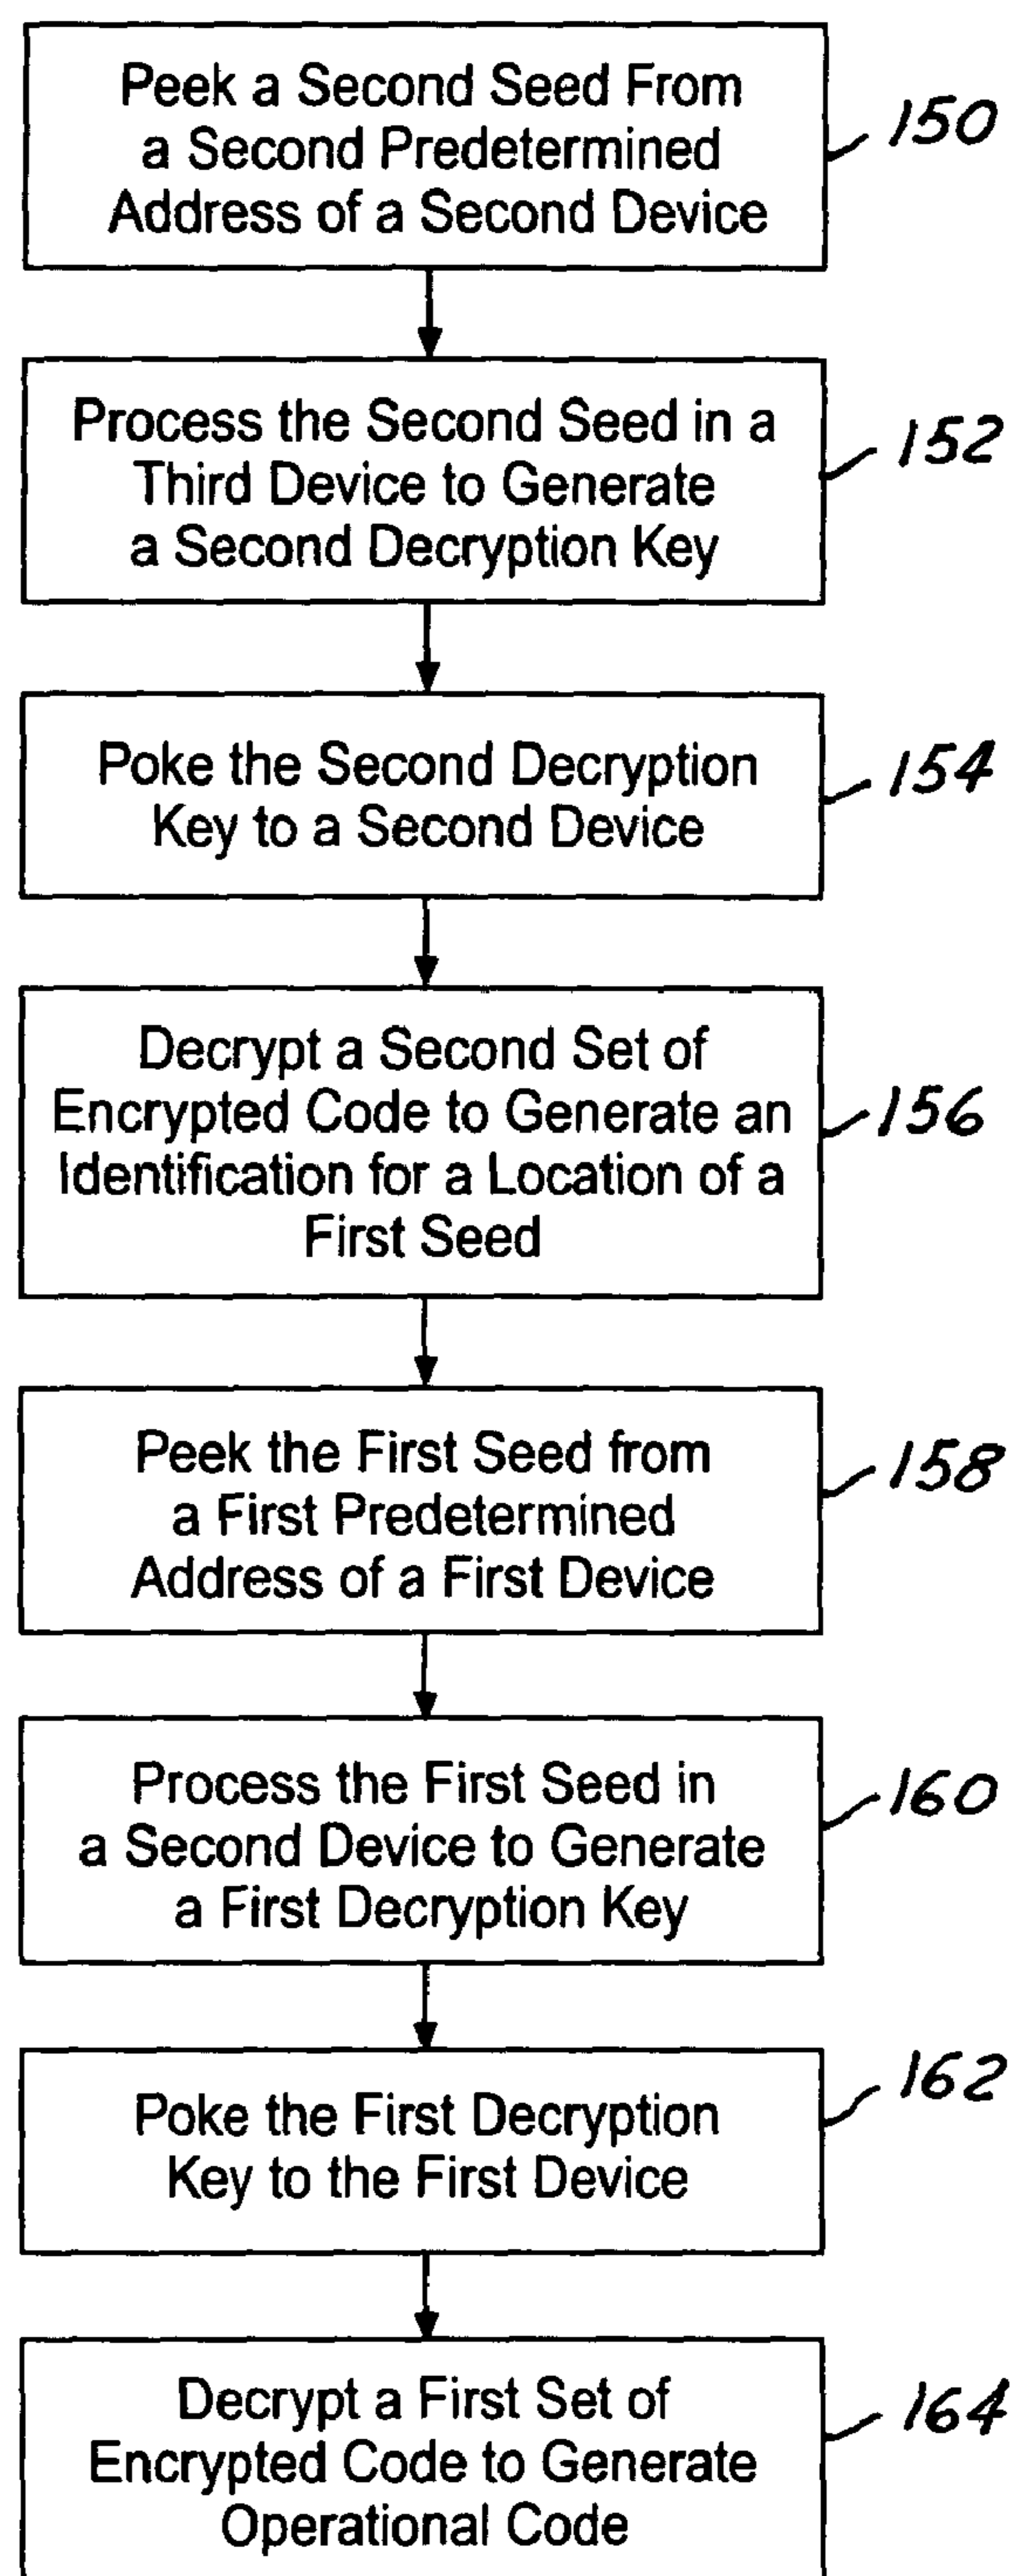 Peek a Second Seed From
a Second Predetermined
Address of a Second Device
150
Process the Second Seed in a
Third Device to Generate
a Second Decryption Key
152
Poke the Second Decryption
Key to a Second Device
154
Decrypt a Second Set of
Encrypted Code to Generate an
Identification for a Location of a
First Seed
156
Peek the First Seed from
a First Predetermined
Address of a First Device
158
Process the First Seed in
a Second Device to Generate
a First Decryption Key
160
Poke the First Decryption
Key to the First Device
162
Decrypt a First Set of
Encrypted Code to Generate
Operational Code
164